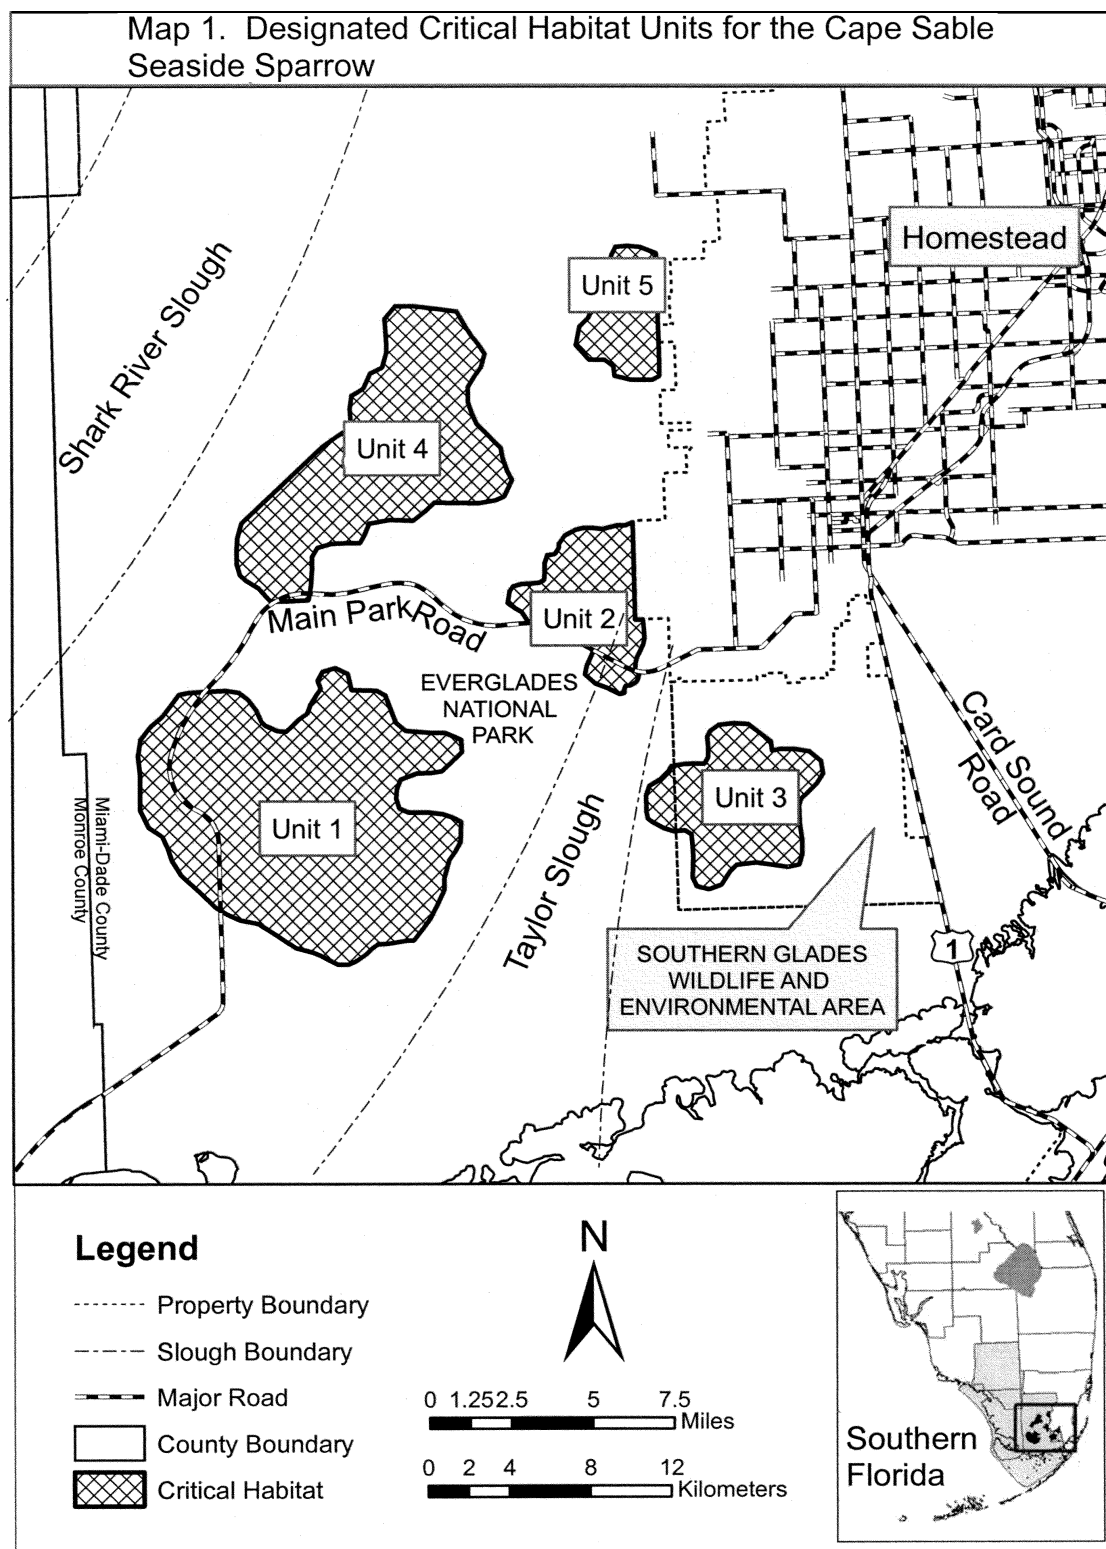 Map 1. Designated Critical Habitat Units for the Cape Sable
Seaside Sparrow
Homestead
Unit 5
Shark River Slough
Unit 4
Main Park Road
Unit 2
EVERGLADES
NATIONAL
PARK
Card Sound
Road
Unit 3
Unit 1
Taylor Slough
Miami-Dade County
Monroe County
SOUTHERN GLADES
WILDLIFE AND
ENVIRONMENTAL AREA
1
Legend
Property Boundary
Slough Boundary
Major Road
County Boundary
Critical Habitat
N
0 1.25 2.5 5 7.5
Miles
0 2 4 8 12
Kilometers
Southern
Florida